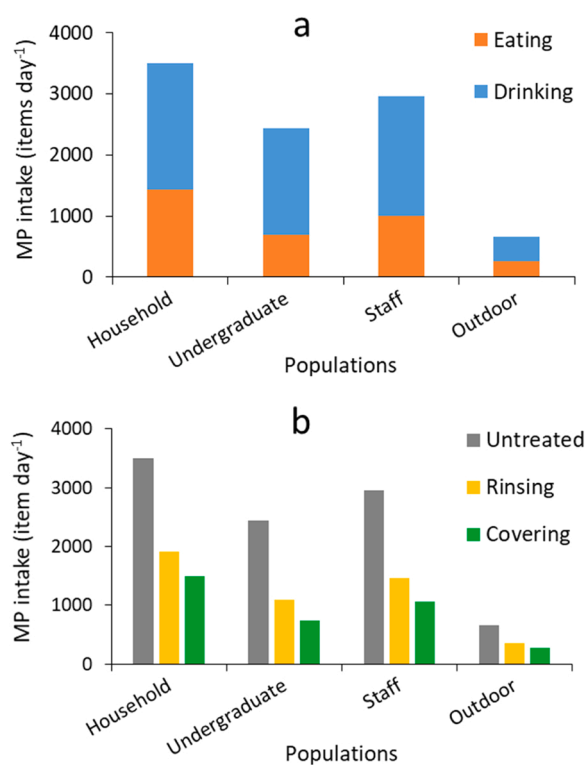 a
4000
3000
2000
1000
0
MP intake (items day⁻¹)
Eating
Drinking
Household
Undergraduate
Staff
Outdoor
Populations
b
4000
3000
2000
1000
0
MP intake (item day⁻¹)
Untreated
Rinsing
Covering
Household
Undergraduate
Staff
Outdoor
Populations